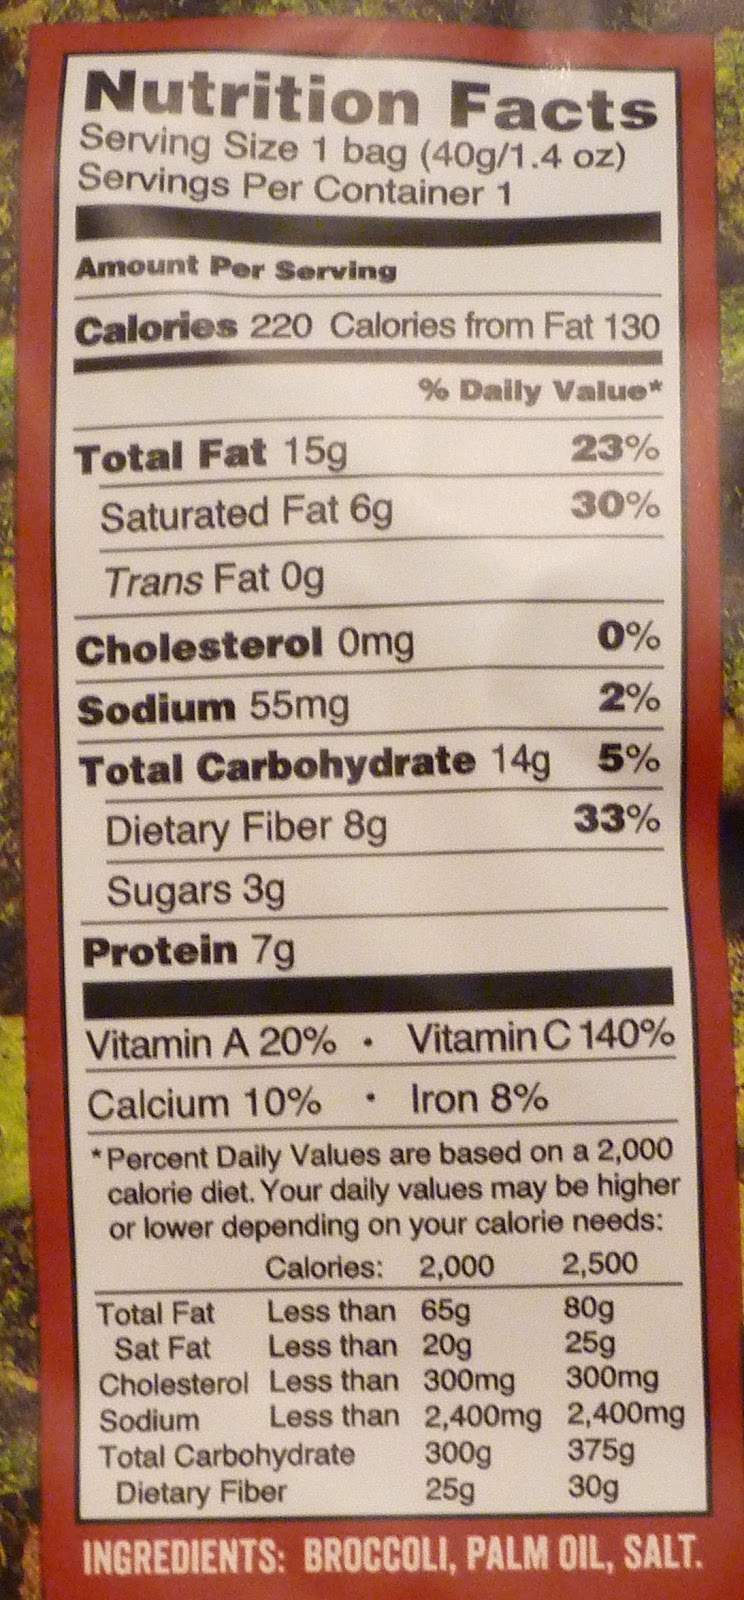 Nutrition Facts
Serving Size 1 bag (40g/1.4 oz)
Servings Per Container 1
Amount Per Serving
Calories 220 Calories from Fat 130
% Daily Value*
Total Fat 15g 23%
Saturated Fat 6g 30%
Trans Fat 0g
Cholesterol 0mg 0%
Sodium 55mg 2%
Total Carbohydrate 14g 5%
Dietary Fiber 8g 33%
Sugars 3g
Protein 7g
Vitamin A 20% • Vitamin C 140%
Calcium 10% • Iron 8%
*Percent Daily Values are based on a 2,000
calorie diet. Your daily values may be higher
or lower depending on your calorie needs:
Calories: 2,000 2,500
Total Fat Less than 65g 80g
Sat Fat Less than 20g 25g
Cholesterol Less than 300mg 300mg
Sodium Less than 2,400mg 2,400mg
Total Carbohydrate 300g 375g
Dietary Fiber 25g 30g
INGREDIENTS: BROCCOLI, PALM OIL, SALT.